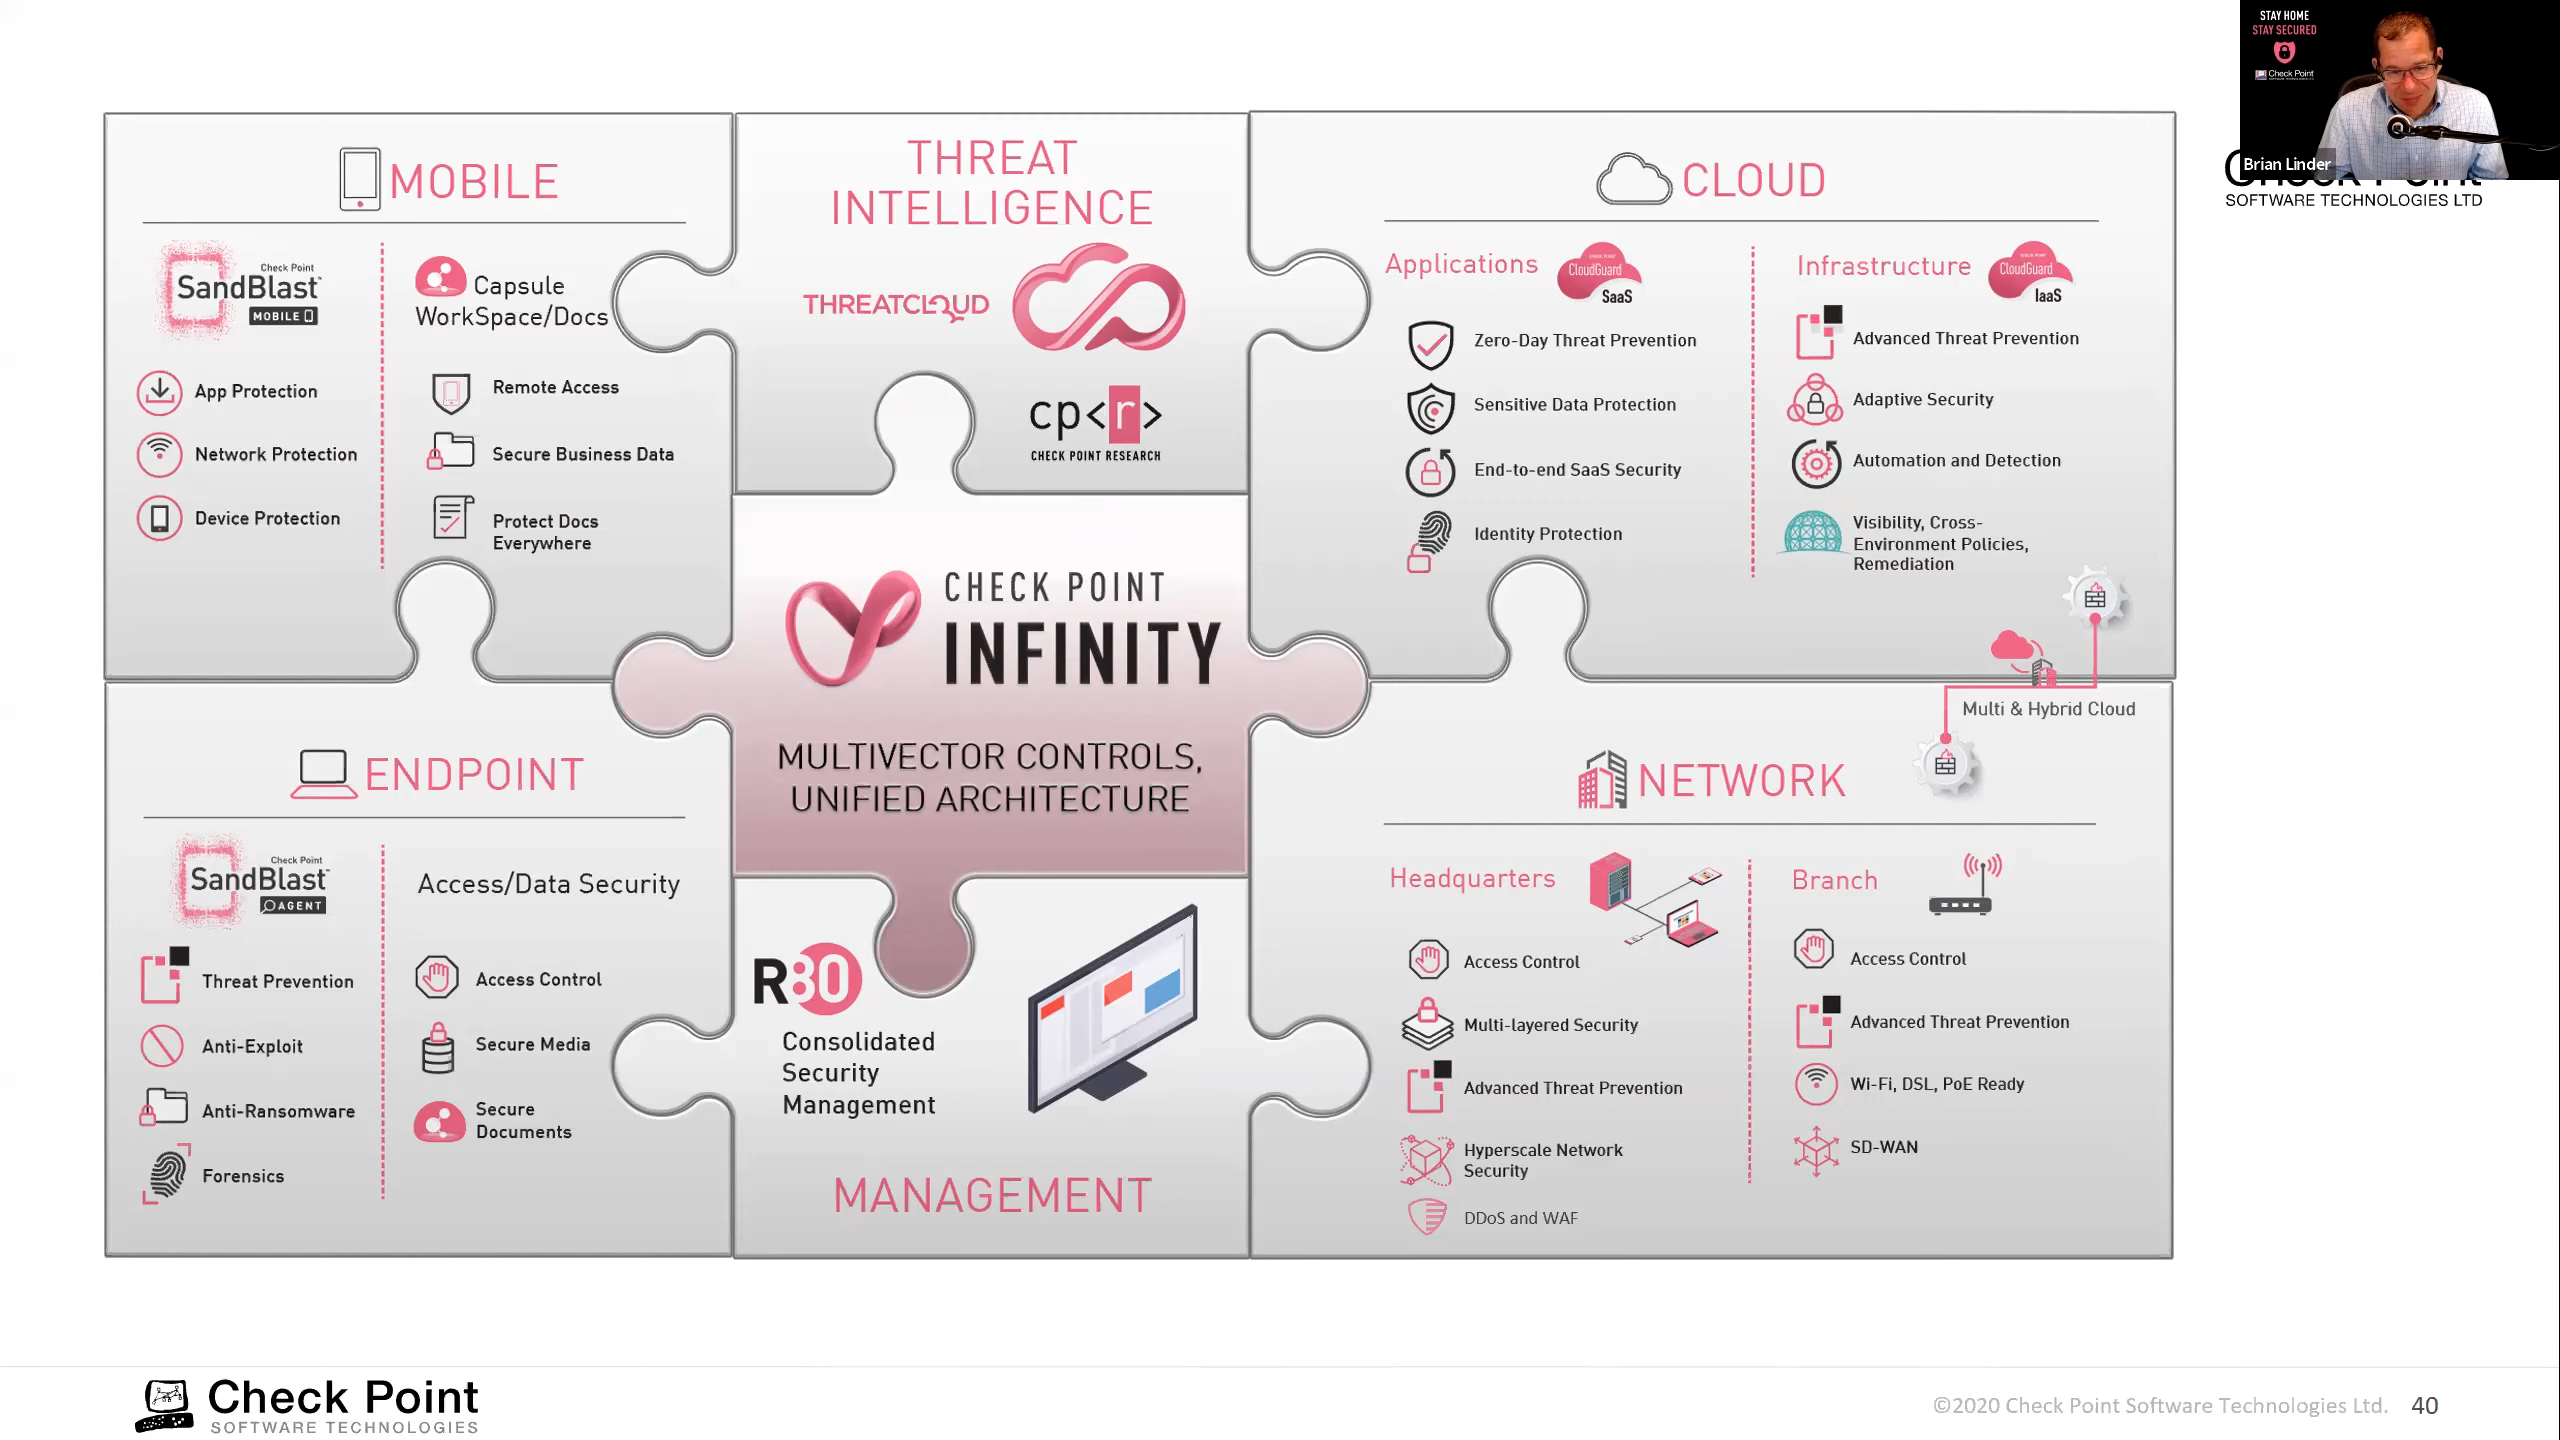 STAY HOME
STAY SECURED
Check Point
Brian Linder
SOFTWARE TECHNOLOGIES LTD
MOBILE
Check Point
SandBlast
MOBILE
App Protection
Network Protection
Device Protection
Capsule
WorkSpace/Docs
Remote Access
Secure Business Data
Protect Docs
Everywhere
THREAT
INTELLIGENCE
THREATCLOUD
cp<r>
CHECK POINT RESEARCH
CLOUD
Applications
CloudGuard
SaaS
Zero-Day Threat Prevention
Sensitive Data Protection
End-to-end SaaS Security
Identity Protection
Infrastructure
CloudGuard
IaaS
Advanced Threat Prevention
Adaptive Security
Automation and Detection
Visibility, Cross-
Environment Policies,
Remediation
Multi & Hybrid Cloud
CHECK POINT
INFINITY
MULTIVECTOR CONTROLS,
UNIFIED ARCHITECTURE
ENDPOINT
Check Point
SandBlast
AGENT
Threat Prevention
Anti-Exploit
Anti-Ransomware
Forensics
Access/Data Security
Access Control
Secure Media
Secure
Documents
R80
Consolidated
Security
Management
MANAGEMENT
NETWORK
Headquarters
Access Control
Multi-layered Security
Advanced Threat Prevention
Hyperscale Network
Security
DDoS and WAF
Branch
Access Control
Advanced Threat Prevention
Wi-Fi, DSL, PoE Ready
SD-WAN
Check Point
SOFTWARE TECHNOLOGIES
©2020 Check Point Software Technologies Ltd. 40